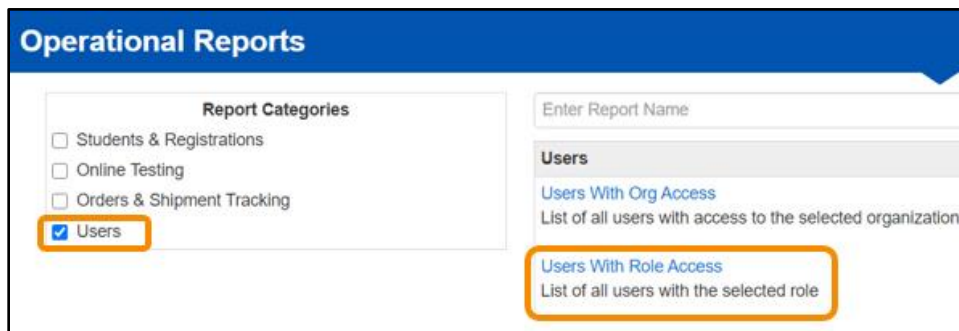 Operational Reports
Report Categories
Students & Registrations
Online Testing
Orders & Shipment Tracking
Users
Enter Report Name
Users
Users With Org Access
List of all users with access to the selected organization
Users With Role Access
List of all users with the selected role